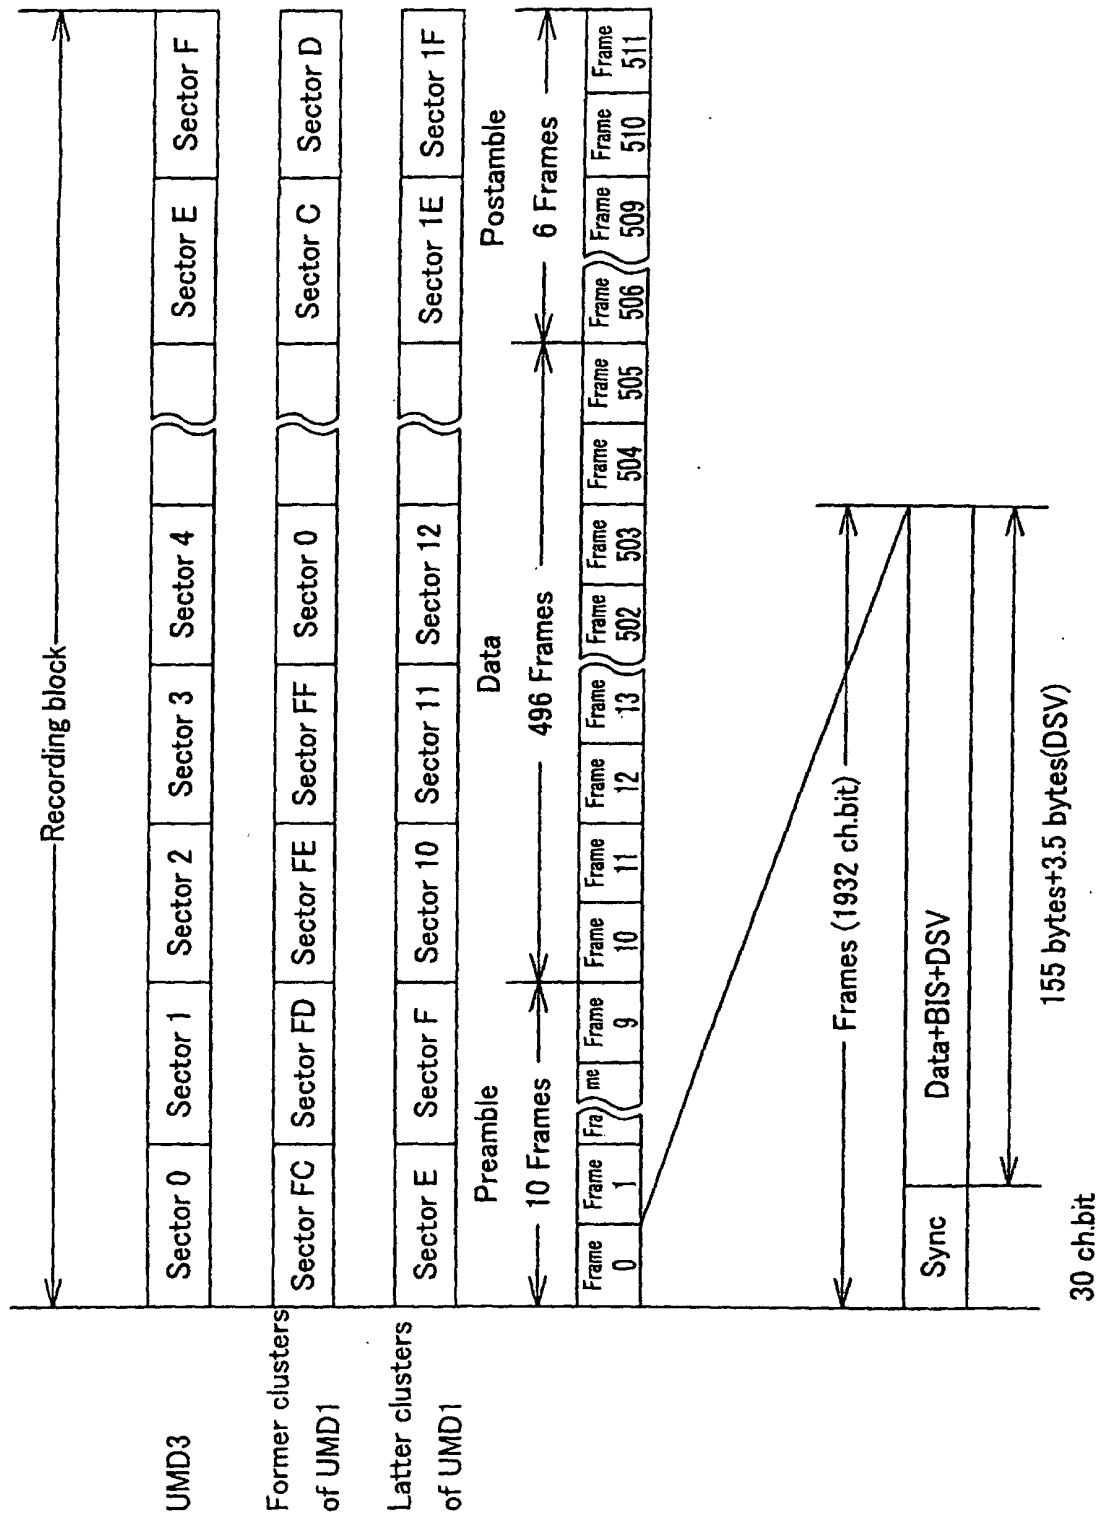 Recording block
UMD3
Sector 0 Sector 1 Sector 2 Sector 3 Sector 4 Sector E Sector F
Former clusters
of UMD1
Sector FC Sector FD Sector FE Sector FF Sector 0 Sector C Sector D
Latter clusters
of UMD1
Sector E Sector F Sector 10 Sector 11 Sector 12 Sector 1E Sector 1F
Preamble Data Postamble
10 Frames 496 Frames 6 Frames
Frame Frame Fra me Frame Frame Frame Frame Frame Frame Frame Frame Frame Frame Frame Frame Frame
0 1 9 10 11 12 13 502 503 504 505 506 509 510 511
Frames (1932 ch.bit)
Sync Data+BIS+DSV
155 bytes+3.5 bytes(DSV)
30 ch.bit